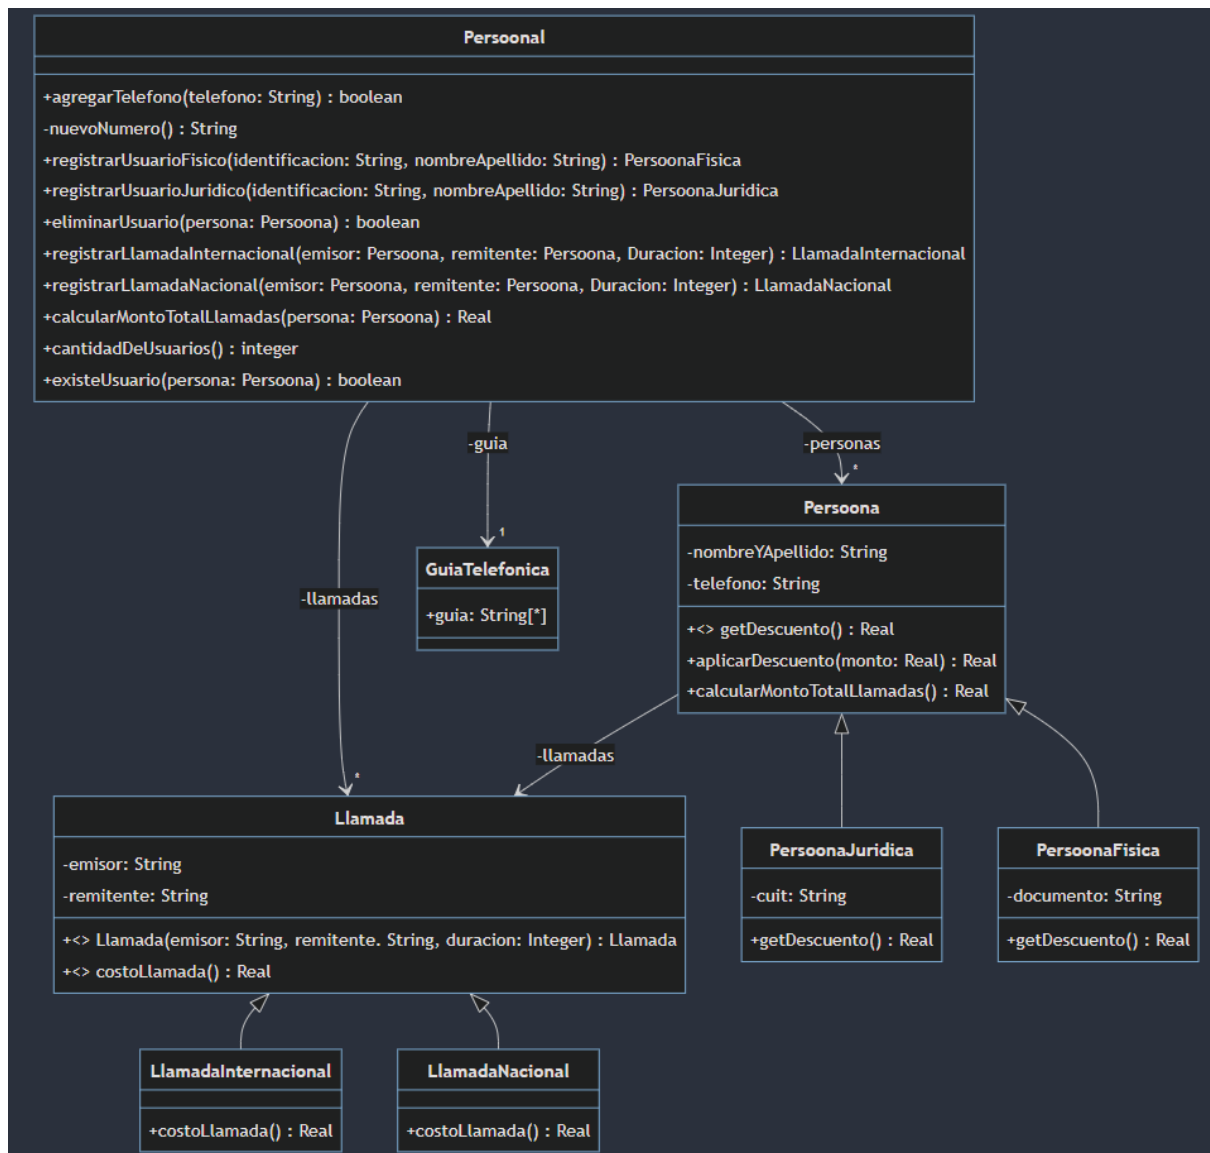 Persoonal
+agregarTelefono(telefono: String) : boolean
-nuevoNumero() : String
+registrarUsuarioFisico(identificacion: String, nombreApellido: String) : PersoonaFisica
+registrarUsuarioJuridico(identificacion: String, nombreApellido: String) : PersoonaJuridica
+eliminarUsuario(persona: Persoona) : boolean
+registrarLlamadaInternacional(emisor: Persoona, remitente: Persoona, Duracion: Integer) : LlamadaInternacional
+registrarLlamadaNacional(emisor: Persoona, remitente: Persoona, Duracion: Integer) : LlamadaNacional
+calcularMontoTotalLlamadas(persona: Persoona) : Real
+cantidadDeUsuarios() : integer
+existeUsuario(persona: Persoona) : boolean
-guia
-personas
*
1
Persoona
-nombreYApellido: String
-telefono: String
+<> getDescuento() : Real
+aplicarDescuento(monto: Real) : Real
+calcularMontoTotalLlamadas() : Real
GuiaTelefonica
+guia: String[*]
-llamadas
-llamadas
*
Llamada
-emisor: String
-remitente: String
+<> Llamada(emisor: String, remitente. String, duracion: Integer) : Llamada
+<> costoLlamada() : Real
PersoonaJuridica
-cuit: String
+getDescuento() : Real
PersoonaFisica
-documento: String
+getDescuento() : Real
LlamadaInternacional
+costoLlamada() : Real
LlamadaNacional
+costoLlamada() : Real